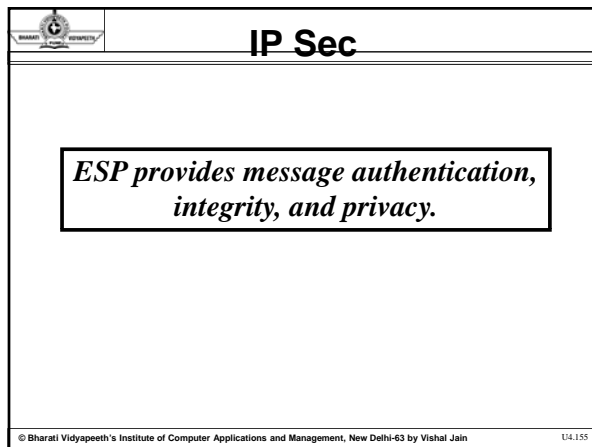 BHARATI
VIDYAPEETH
PUNE
IP Sec
ESP provides message authentication,
integrity, and privacy.
© Bharati Vidyapeeth's Institute of Computer Applications and Management, New Delhi-63 by Vishal Jain
U4.155